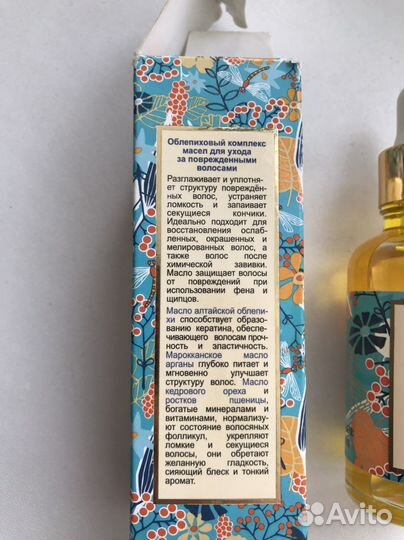 Облепиховый комплекс
масел для ухода
за поврежденными
волосами
Разглаживает и уплотня-
ет структуру повреждён-
ных волос, устраняет
ломкость и запаивает
секущиеся кончики.
Идеально подходит для
восстановления ослаб-
ленных, окрашенных и
мелированных волос, а
также волос после
химической завивки.
Масло защищает волосы
от повреждений при
использовании фена и
щипцов.
Масло алтайской облепи-
хи способствует образо-
ванию кератина, обеспе-
чивающего волосам проч-
ность и эластичность.
Марокканское масло
арганы глубоко питает и
мгновенно улучшает
структуру волос. Масло
кедрового ореха и
ростков пшеницы,
богатые минералами и
витаминами, нормализу-
ют состояние волосяных
фолликул, укрепляют
ломкие и секущиеся
волосы, они обретают
желанную гладкость,
сияющий блеск и тонкий
аромат.
Avito